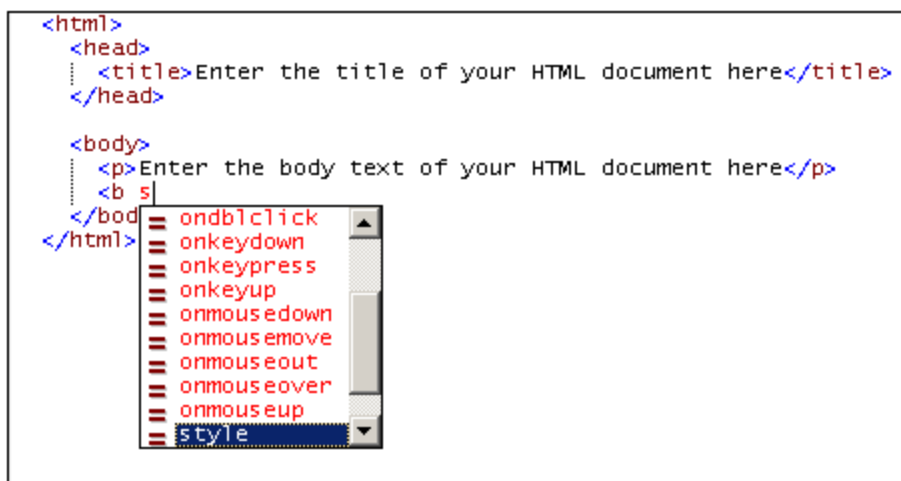 <html>
<head>
<title>Enter the title of your HTML document here</title>
</head>
<body>
<p>Enter the body text of your HTML document here</p>
<b s
</bod
</html>
ondblclick
onkeydown
onkeypress
onkeyup
onmousedown
onmousemove
onmouseout
onmouseover
onmouseup
style